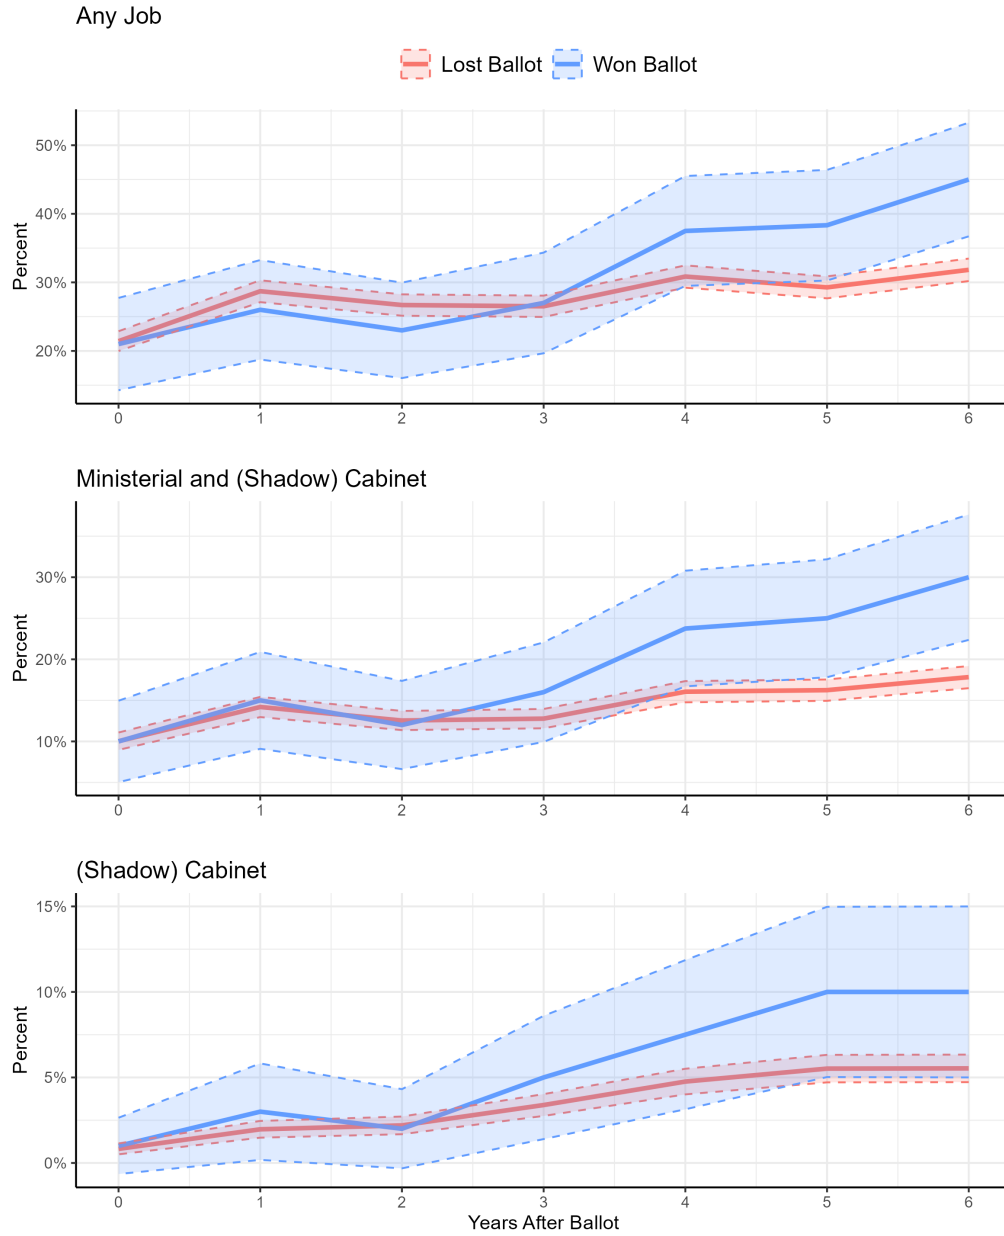 Any Job
Lost Ballot Won Ballot
Percent
50%
40%
30%
20%
0 1 2 3 4 5 6
Ministerial and (Shadow) Cabinet
Percent
30%
20%
10%
0 1 2 3 4 5 6
(Shadow) Cabinet
Percent
15%
10%
5%
0%
0 1 2 3 4 5 6
Years After Ballot